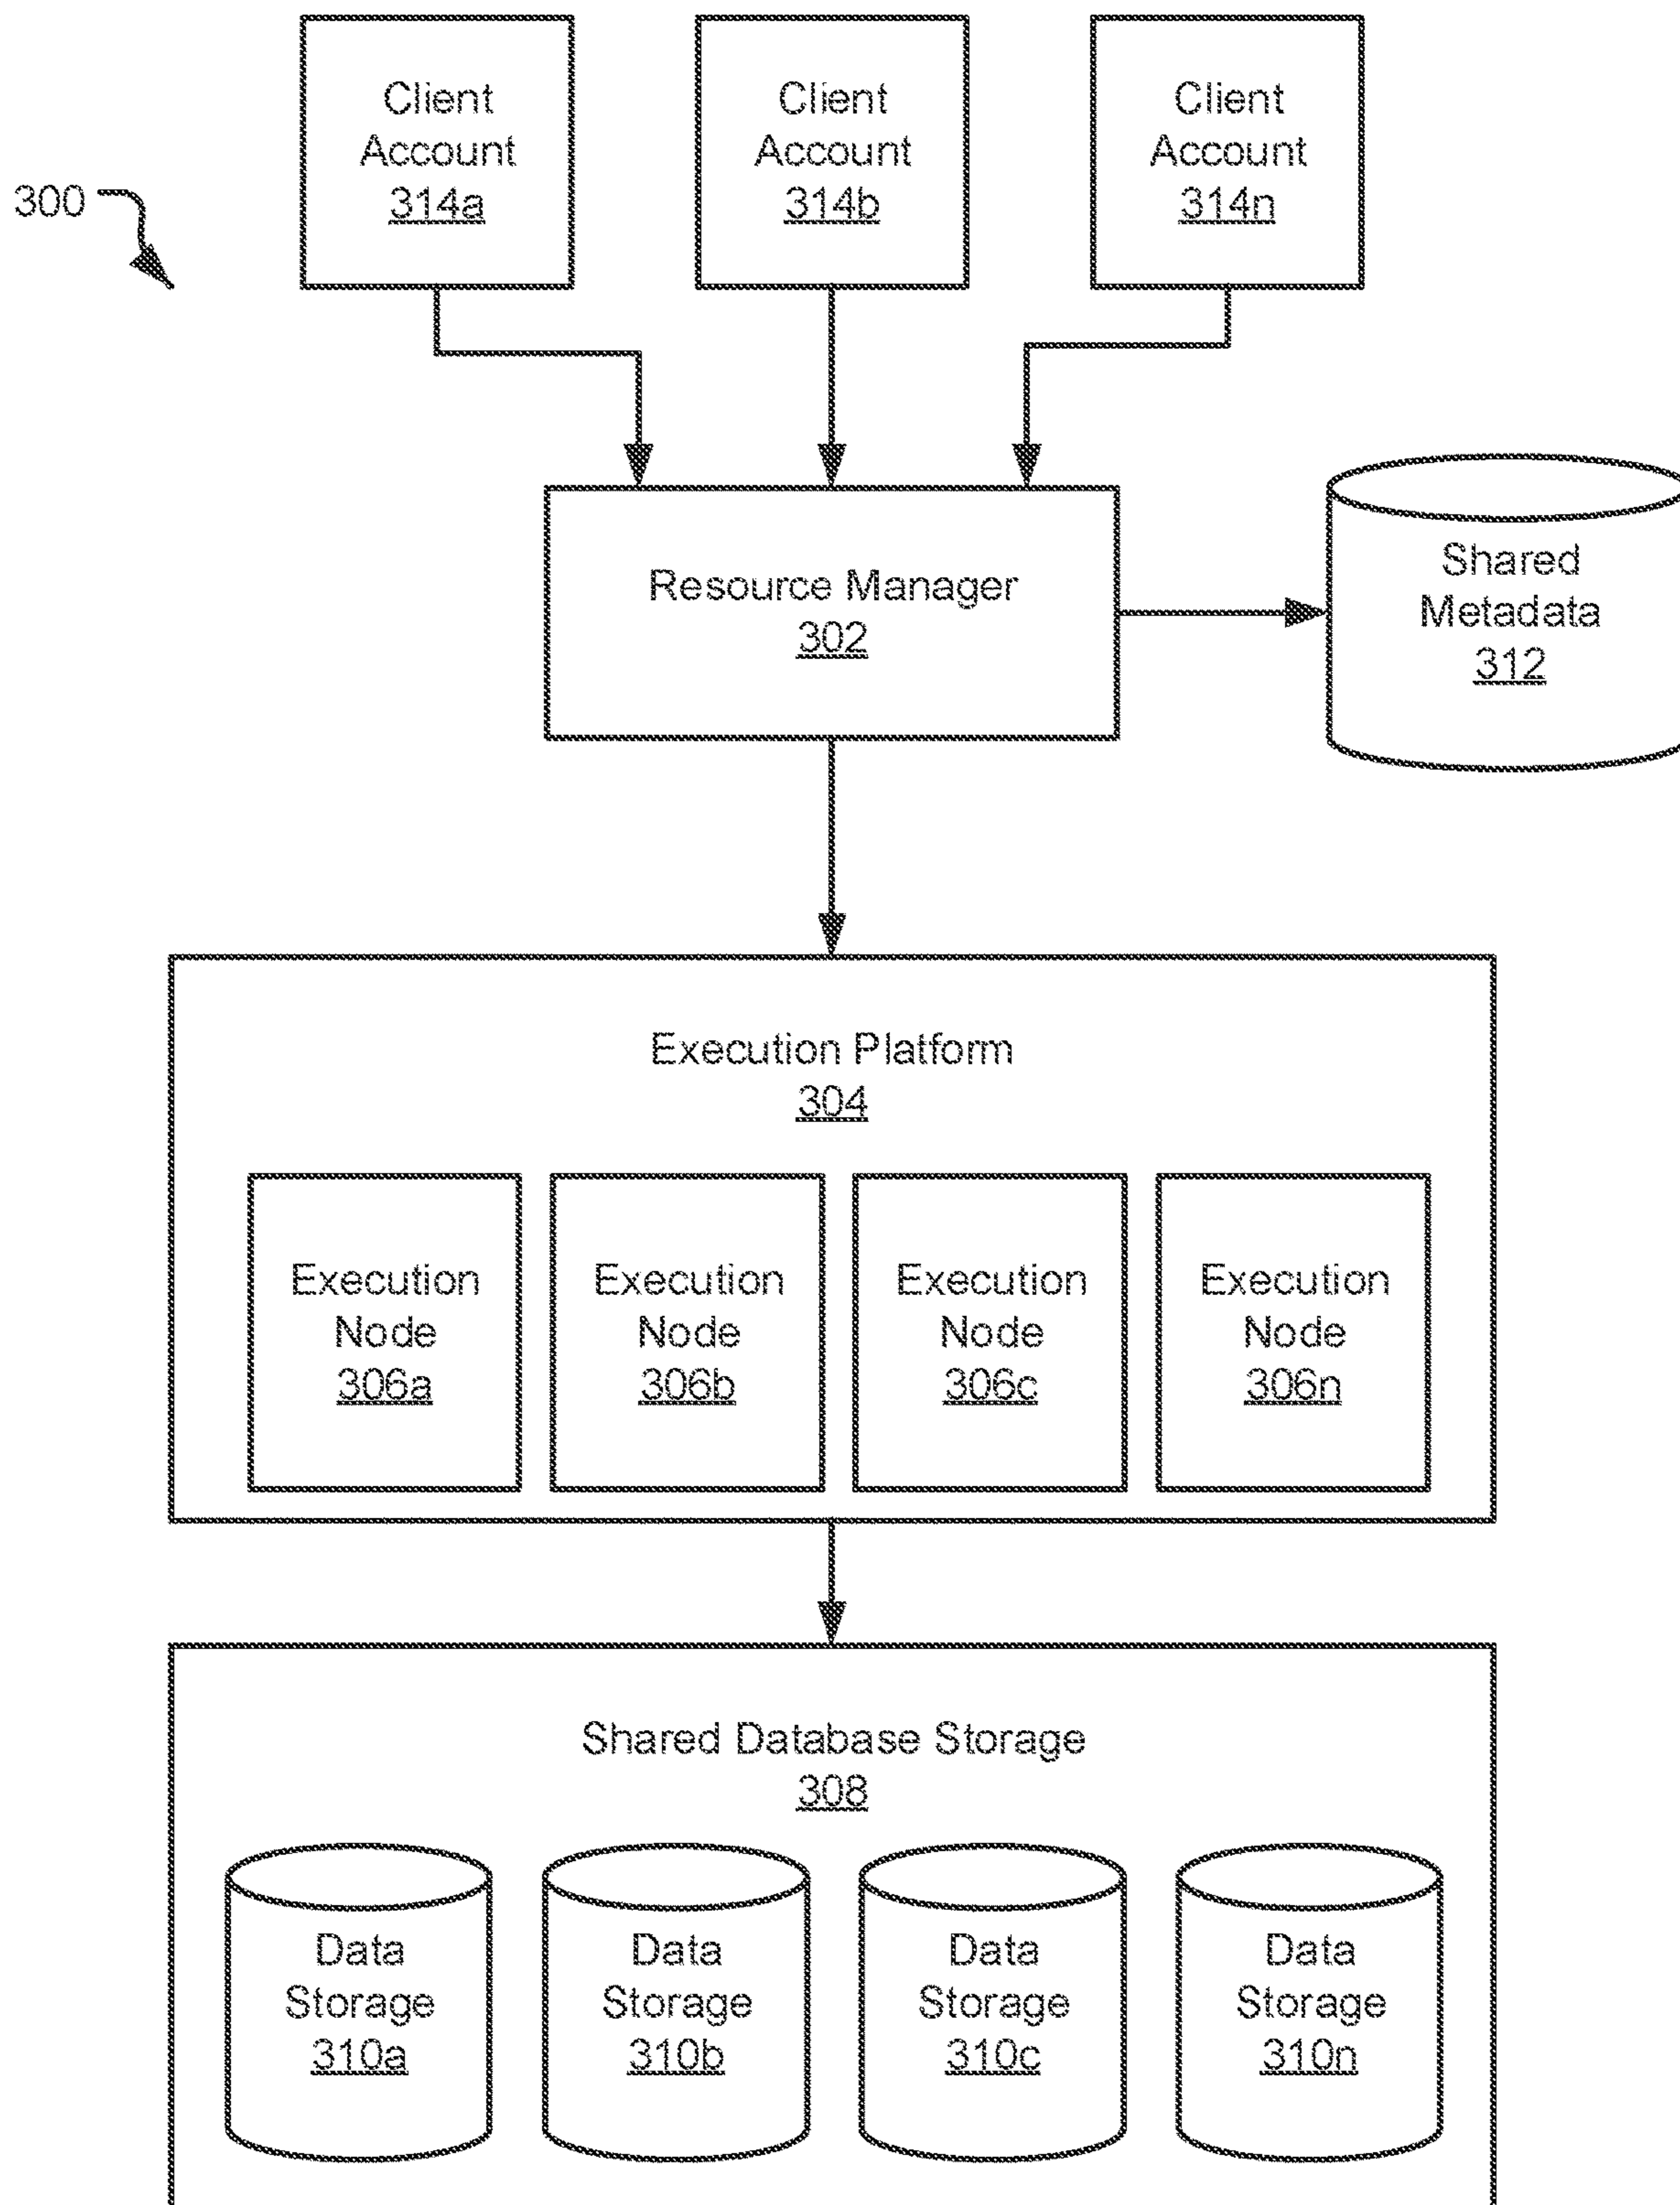 Client
Account
314a
Client
Account
314b
Client
Account
314n
300
Resource Manager
302
Shared
Metadata
312
Execution Platform
304
Execution
Node
306a
Execution
Node
306b
Execution
Node
306c
Execution
Node
306n
Shared Database Storage
308
Data
Storage
310a
Data
Storage
310b
Data
Storage
310c
Data
Storage
310n